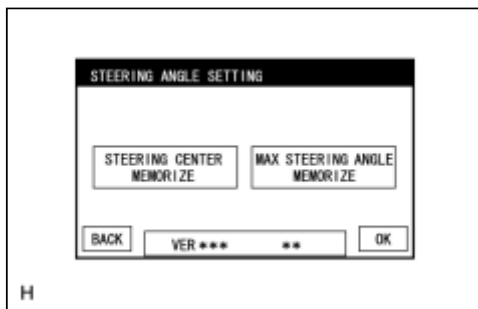 STEERING ANGLE SETTING
STEERING CENTER
MEMORIZE
MAX STEERING ANGLE
MEMORIZE
BACK
VER ***    **
OK
H